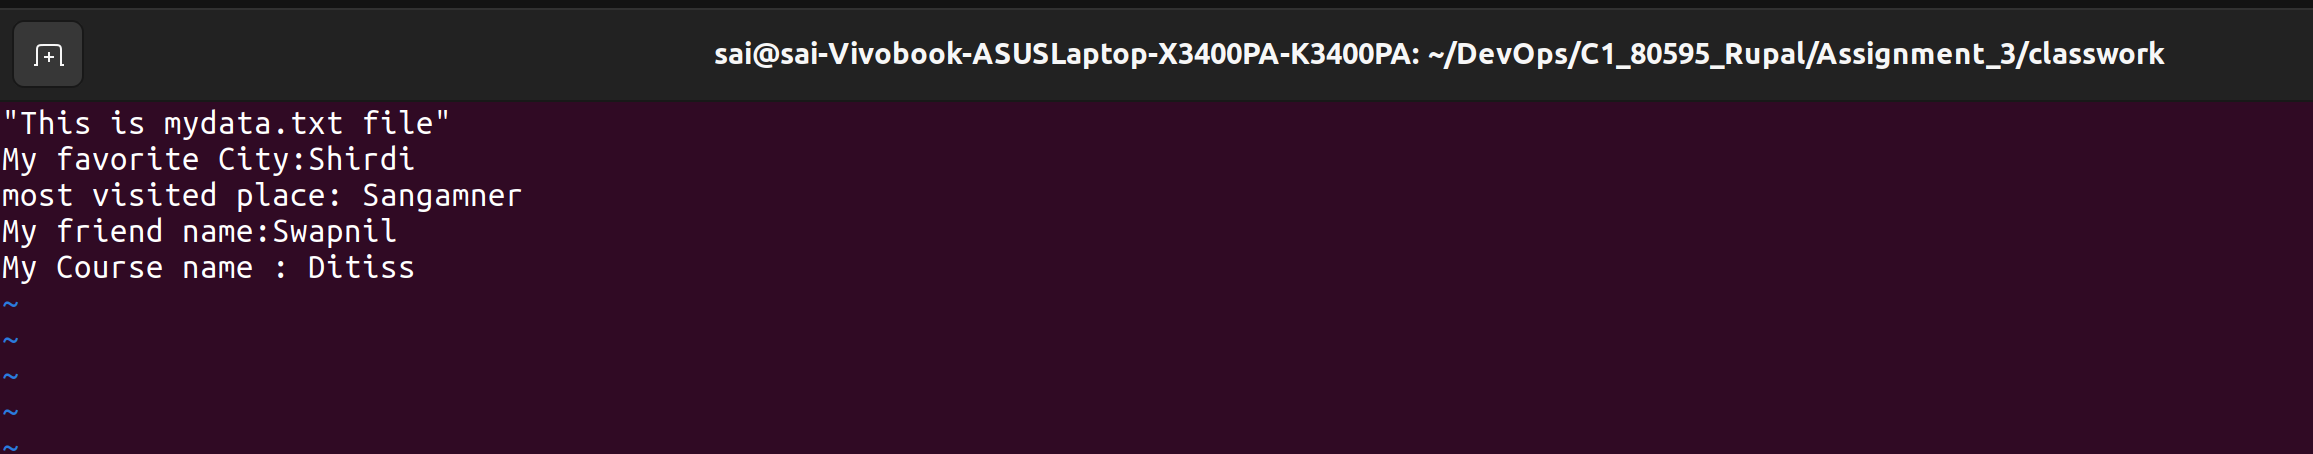 sai@sai-Vivobook-ASUSLaptop-X3400PA-K3400PA: ~/DevOps/C1_80595_Rupal/Assignment_3/classwork
"This is mydata.txt file"
My favorite City:Shirdi
most visited place: Sangamner
My friend name:Swapnil
My Course name : Ditiss
~
~
~
~
~